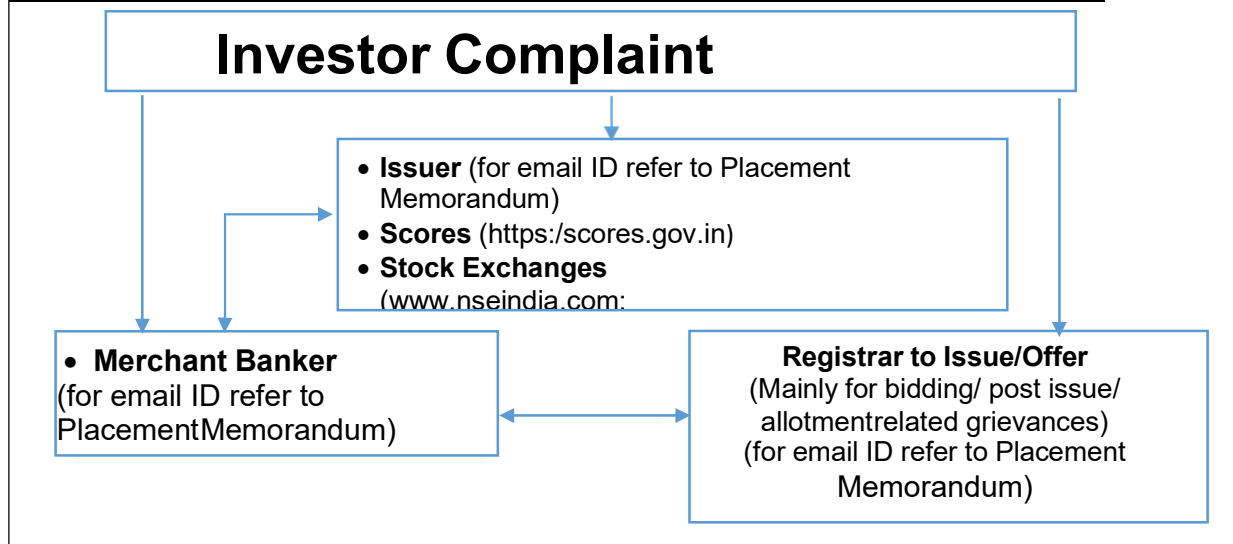 Investor Complaint
• Issuer (for email ID refer to Placement
Memorandum)
• Scores (https:/scores.gov.in)
• Stock Exchanges
(www.nseindia.com;
• Merchant Banker
(for email ID refer to
PlacementMemorandum)
Registrar to Issue/Offer
(Mainly for bidding/ post issue/
allotmentrelated grievances)
(for email ID refer to Placement
Memorandum)